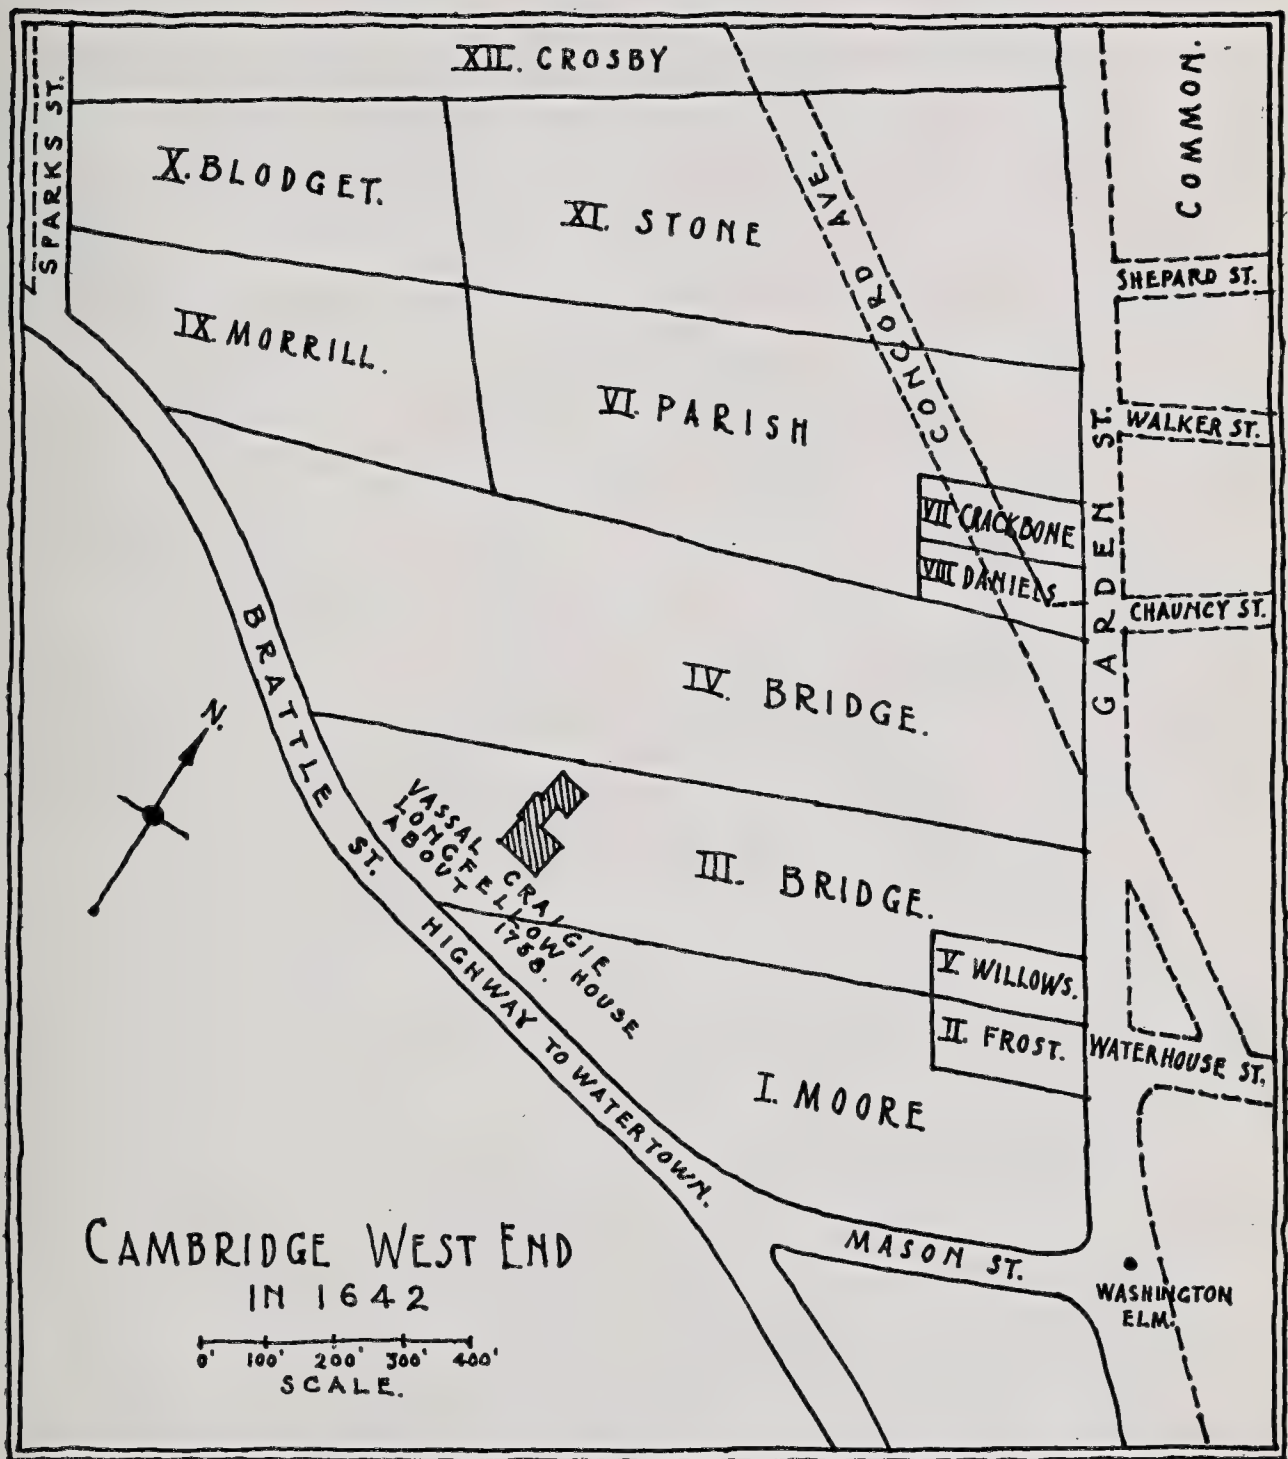 XII. CROSBY
COMMON.
SPARKS ST.
X. BLODGET.
XI. STONE
CONCORD AVE.
SHEPARD ST.
IX. MORRILL.
VI. PARISH
WALKER ST.
GARDEN ST.
VII CRACKBONE
VIII DANIELS
CHAUNCY ST.
IV. BRIDGE.
N.
BRATTLE ST.
VASSAL CRAIGIE
LONGFELLOW HOUSE
ABOUT 1758.
III. BRIDGE.
V WILLOWS.
II. FROST.
WATERHOUSE ST.
HIGHWAY TO WATERTOWN.
I. MOORE
MASON ST.
WASHINGTON
ELM.
CAMBRIDGE WEST END
IN 1642
0' 100' 200' 300' 400'
SCALE.